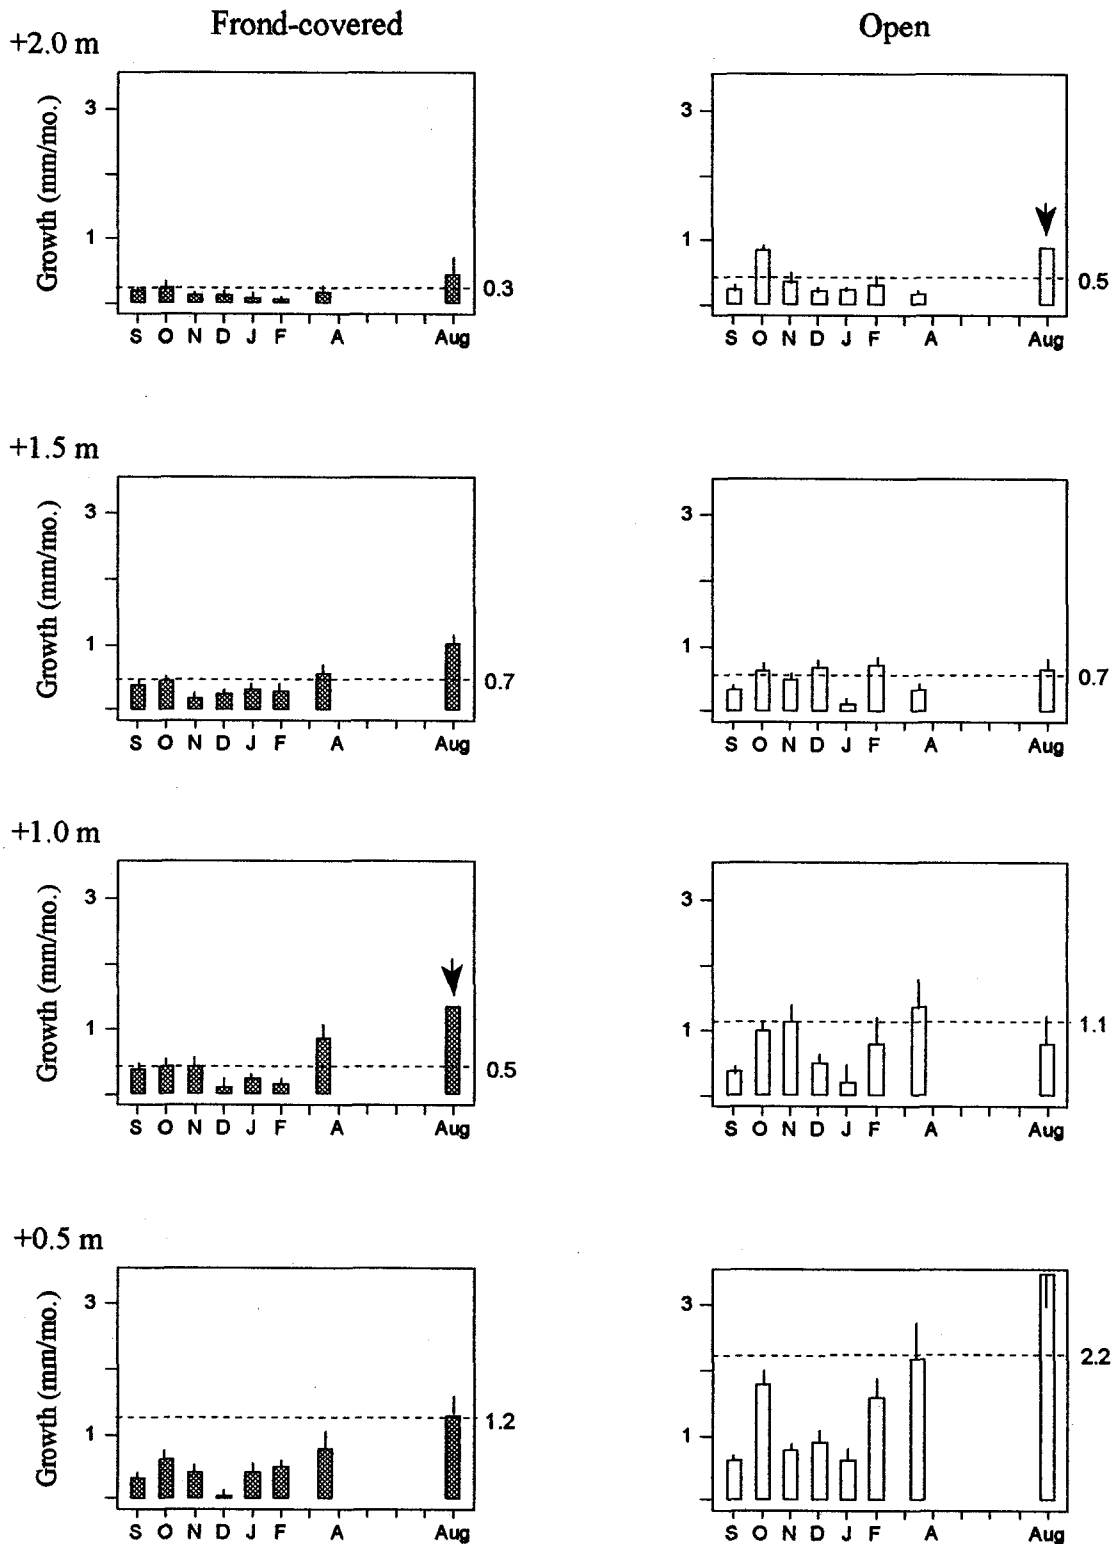 Frond-covered Open
+2.0 m
Growth (mm/mo.)
3
1
0.3
S O N D J F A Aug
3
1
0.5
S O N D J F A Aug
+1.5 m
Growth (mm/mo.)
3
1
0.7
S O N D J F A Aug
3
1
0.7
S O N D J F A Aug
+1.0 m
Growth (mm/mo.)
3
1
0.5
S O N D J F A Aug
3
1
1.1
S O N D J F A Aug
+0.5 m
Growth (mm/mo.)
3
1
1.2
S O N D J F A Aug
3
1
2.2
S O N D J F A Aug